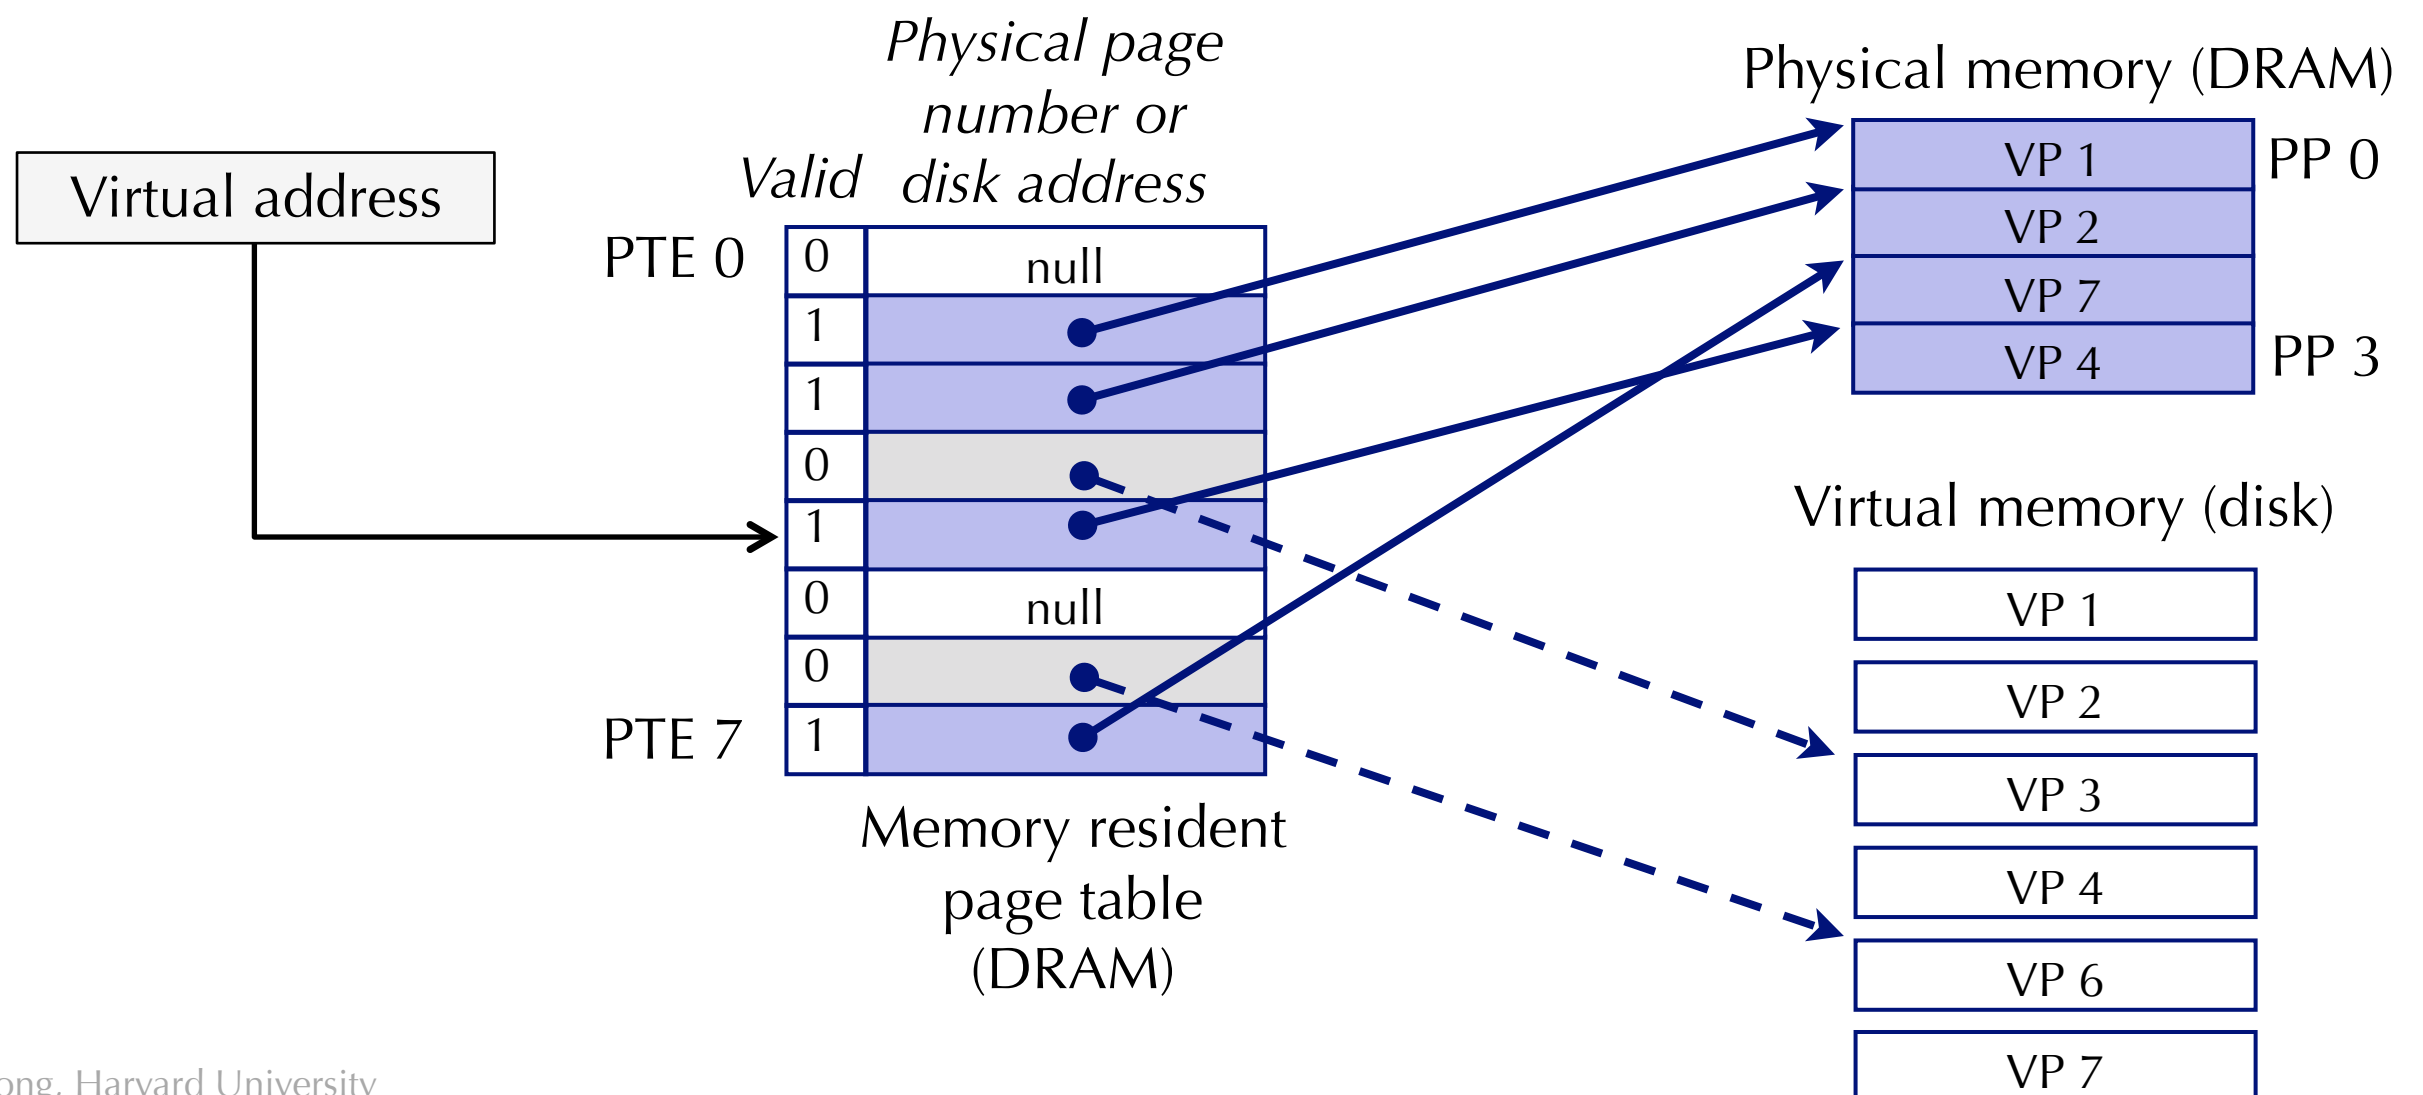 Physical page
number or
disk address
Valid
Physical memory (DRAM)
Virtual address
PTE 0
0
null
1
1
0
1
0
null
0
PTE 7
1
VP 1
PP 0
VP 2
VP 7
VP 4
PP 3
Virtual memory (disk)
VP 1
VP 2
VP 3
VP 4
VP 6
VP 7
Memory resident
page table
(DRAM)
Harvard University